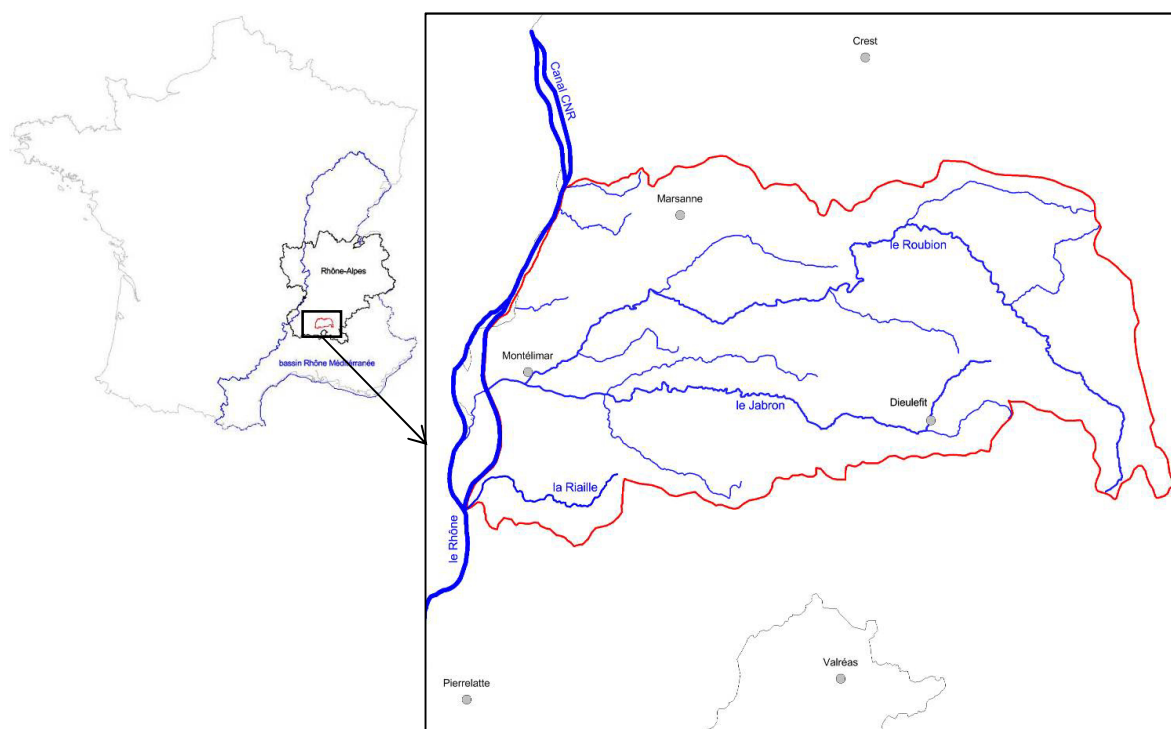 Rhône-Alpes
bassin Rhône Méditérranée
Crest
Canal CNR
Marsanne
le Roubion
Montélimar
le Jabron
Dieulefit
la Riaille
le Rhône
Valréas
Pierrelatte